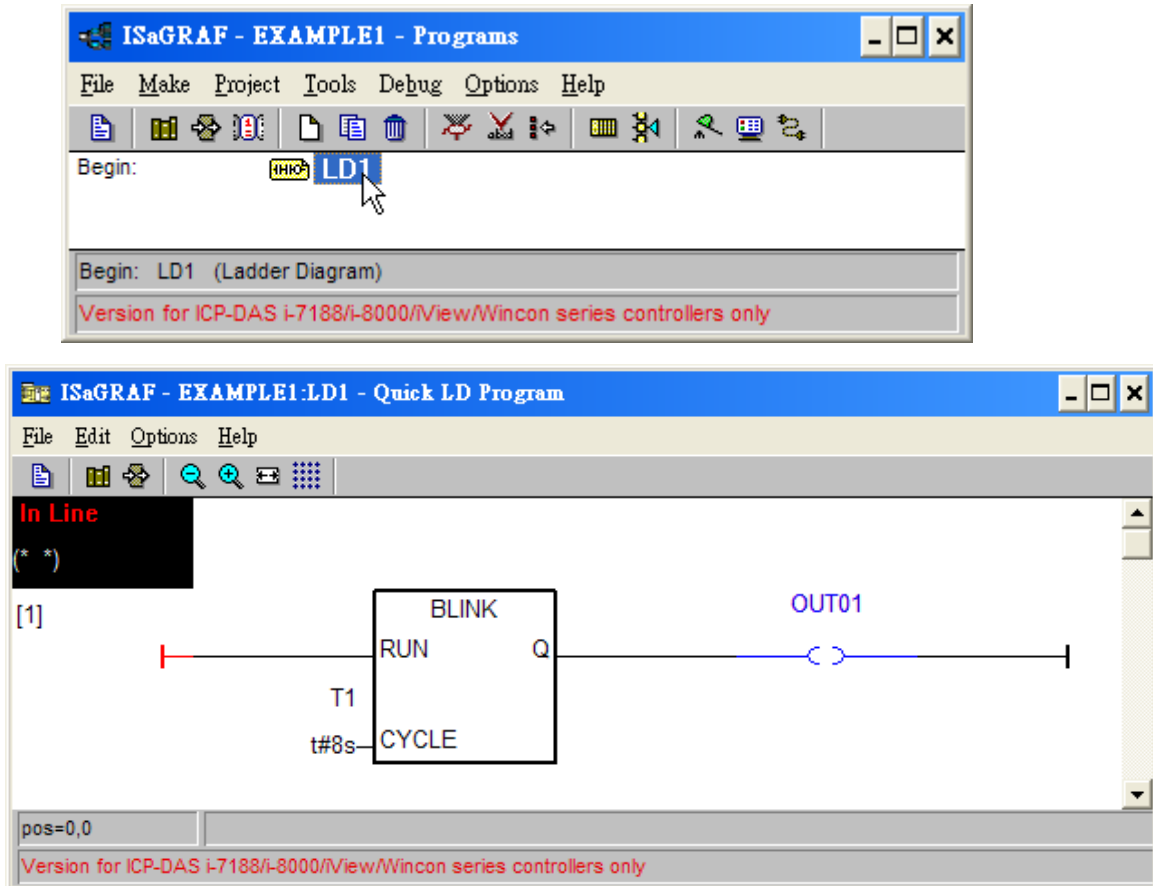 ISaGRAF - EXAMPLE1 - Programs
File Make Project Tools Debug Options Help
Begin: LD1
Begin: LD1 (Ladder Diagram)
Version for ICP-DAS i-7188/i-8000/iView/Wincon series controllers only
ISaGRAF - EXAMPLE1:LD1 - Quick LD Program
File Edit Options Help
In Line
(* *)
[1]
BLINK
OUT01
RUN Q
T1
t#8s CYCLE
pos=0,0
Version for ICP-DAS i-7188/i-8000/iView/Wincon series controllers only